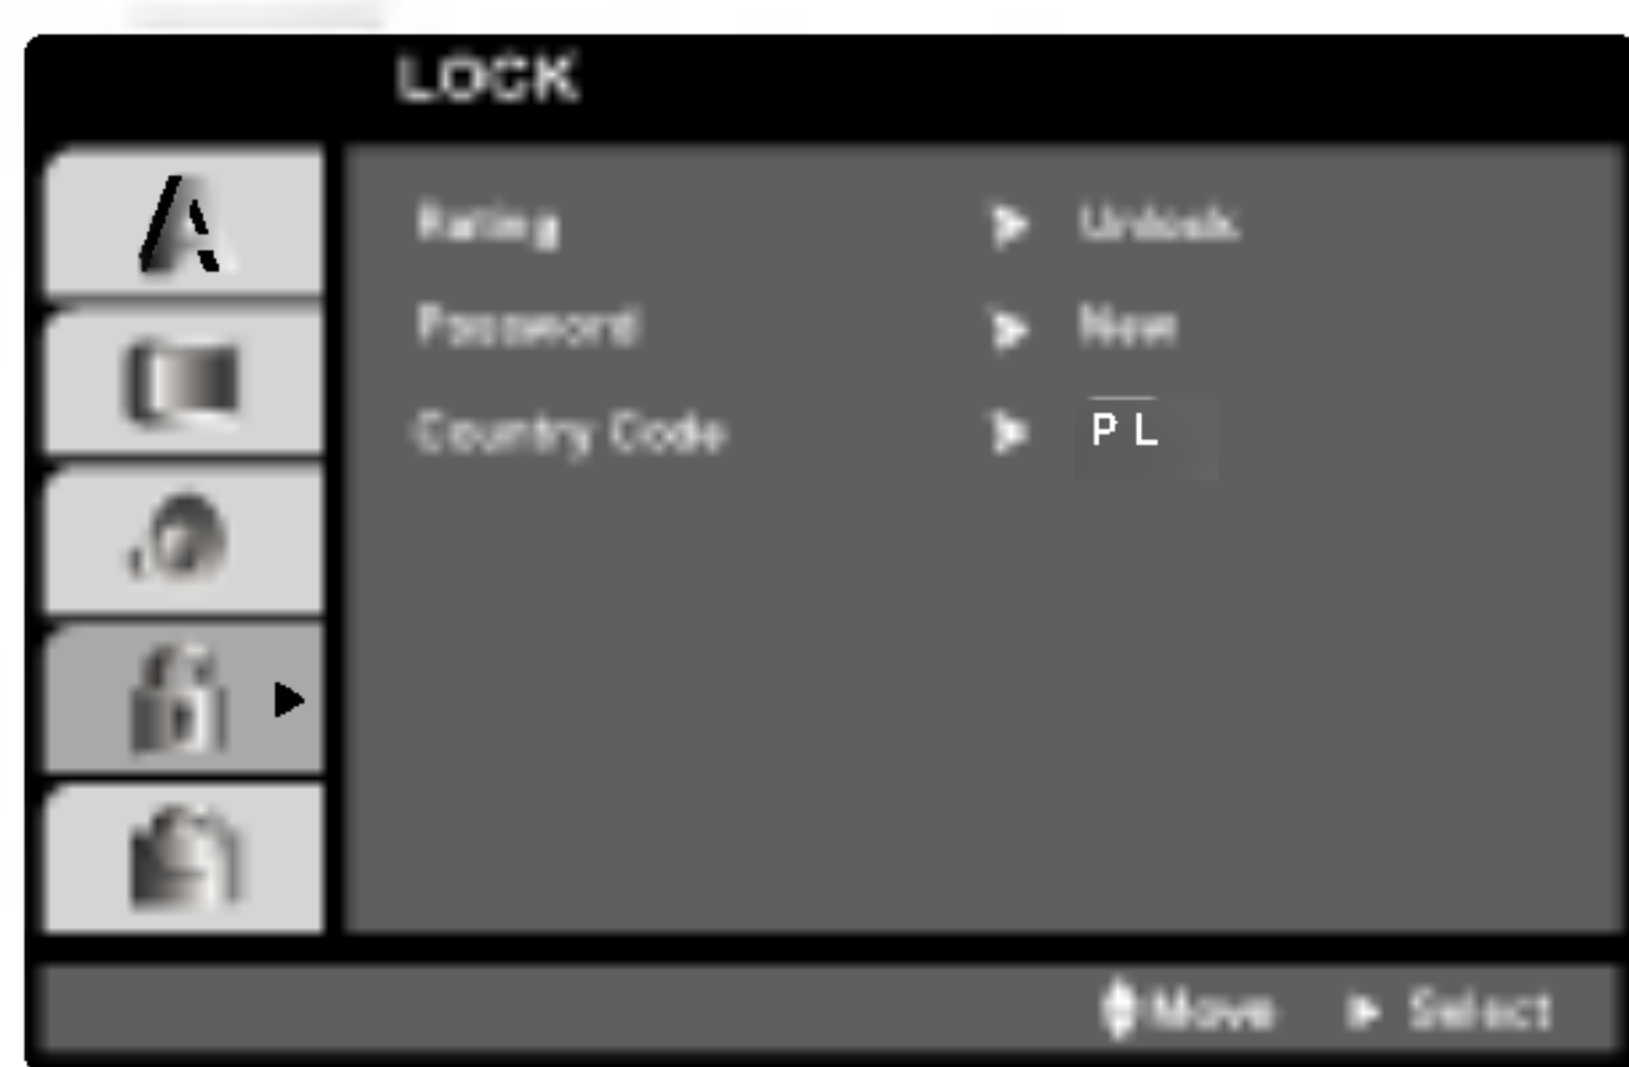 LOCK
Rating Unlock
Password New
Country Code P L
Move Select